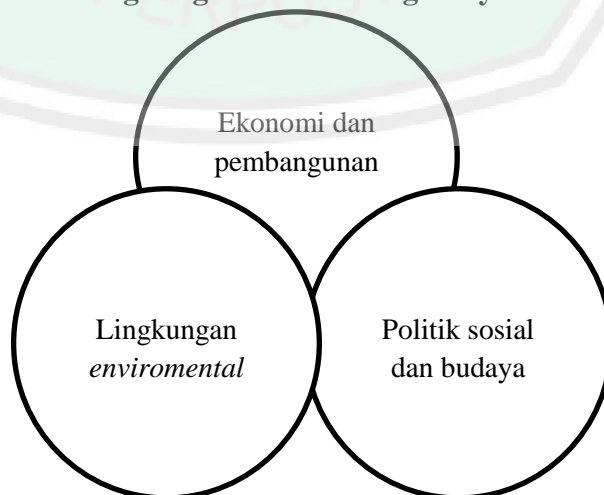 Ekonomi dan
pembangunan
Lingkungan
enviromental
Politik sosial
dan budaya